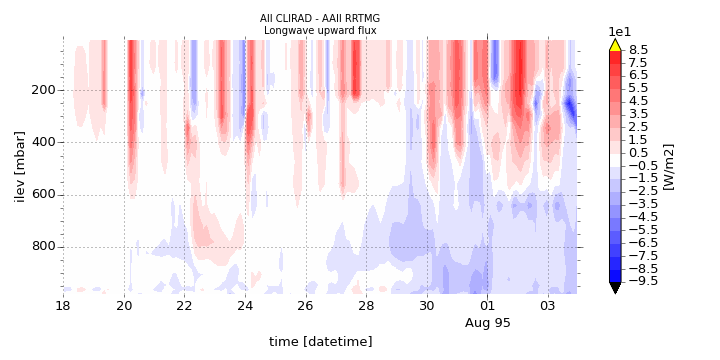 All CLIRAD - AAll RRTMG
Longwave upward flux
1e1
8.5
7.5
6.5
5.5
4.5
3.5
2.5
1.5
0.5
−0.5
−1.5
−2.5
−3.5
−4.5
−5.5
−6.5
−7.5
−8.5
−9.5
[W/m2]
200
400
600
800
ilev [mbar]
18 20 22 24 26 28 30 01 03
Aug 95
time [datetime]